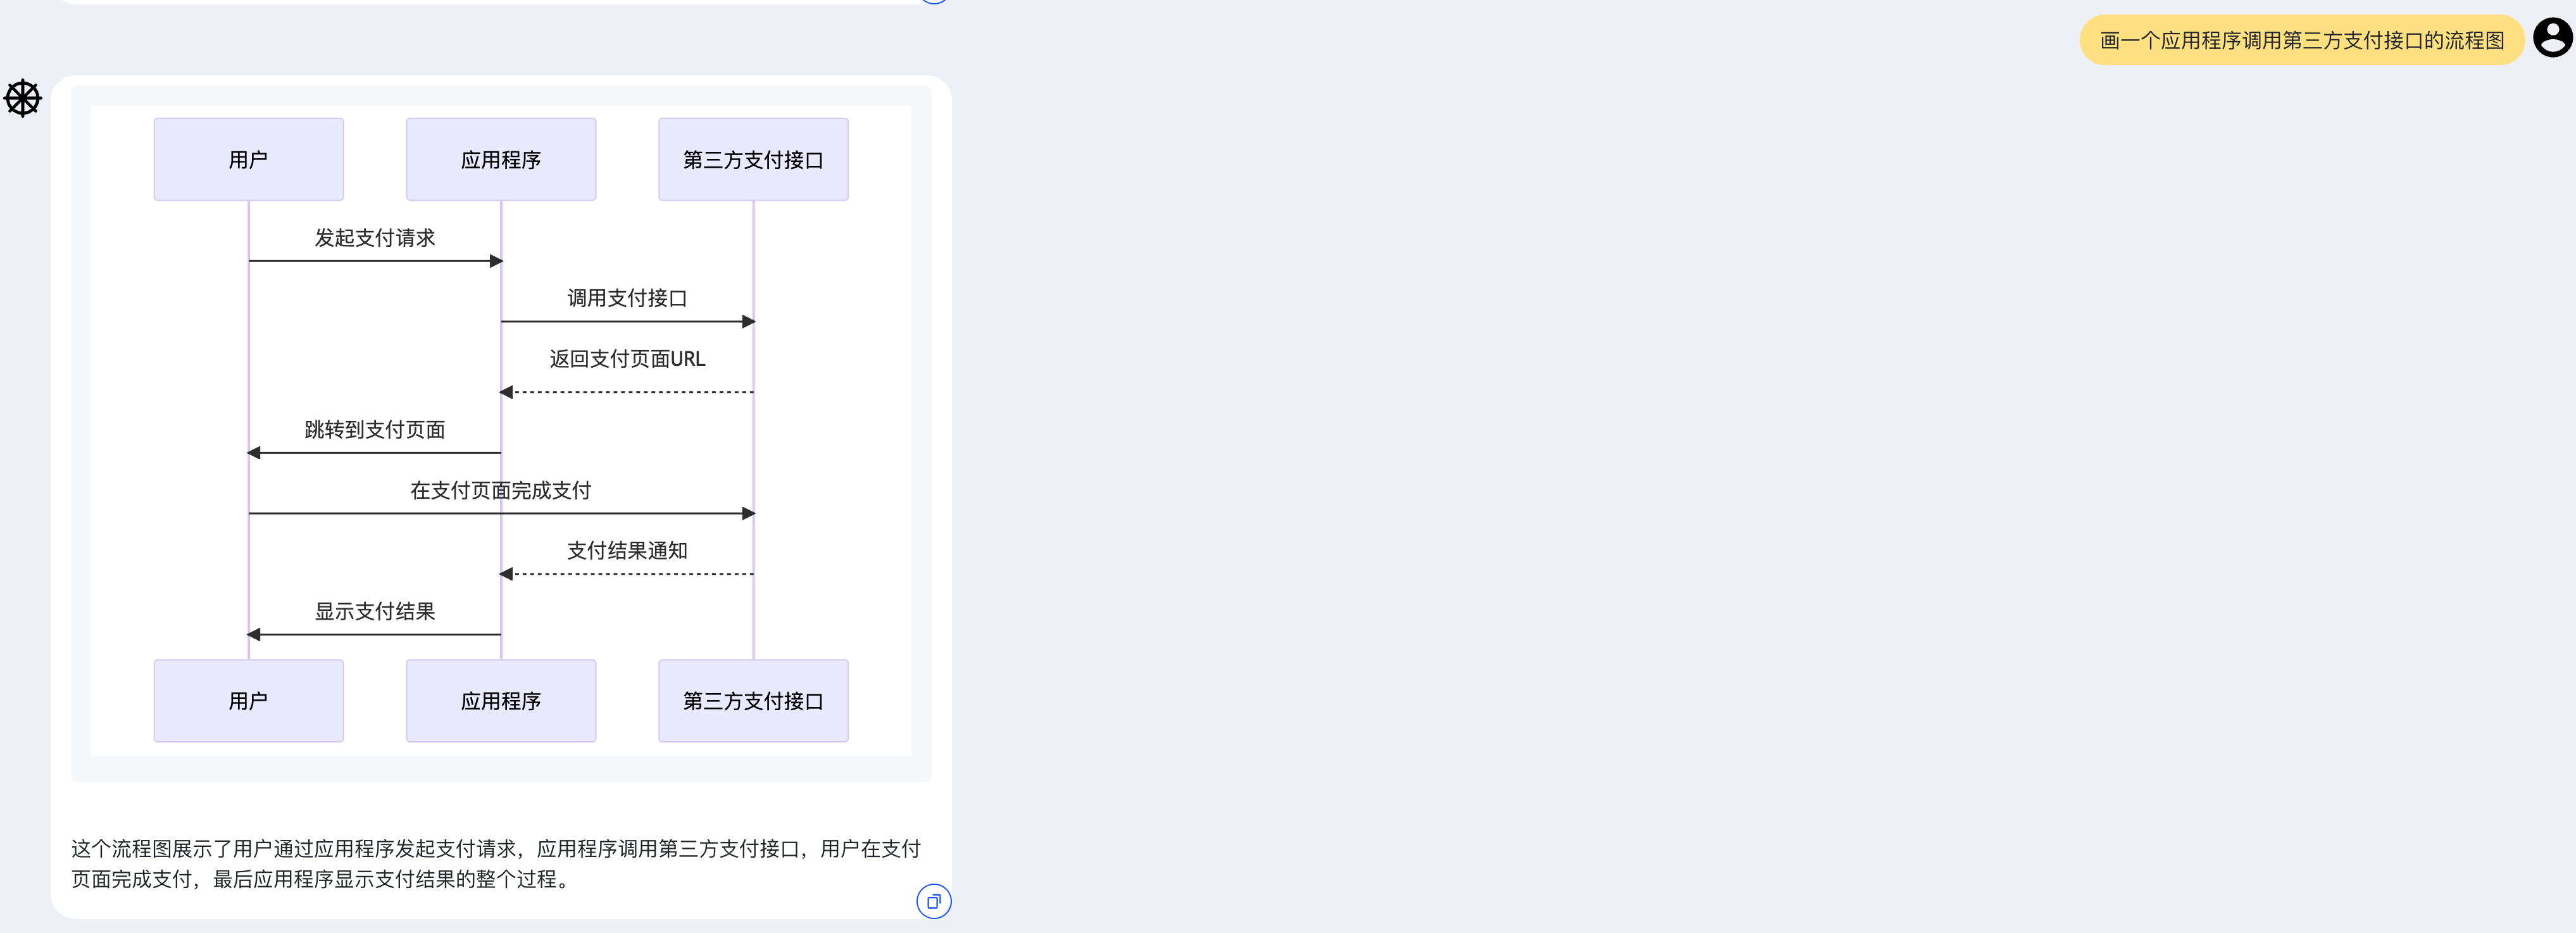 画一个应用程序调用第三方支付接口的流程图
用户
应用程序
第三方支付接口
发起支付请求
调用支付接口
返回支付页面URL
跳转到支付页面
在支付页面完成支付
支付结果通知
显示支付结果
用户
应用程序
第三方支付接口
这个流程图展示了用户通过应用程序发起支付请求，应用程序调用第三方支付接口，用户在支付
页面完成支付，最后应用程序显示支付结果的整个过程。